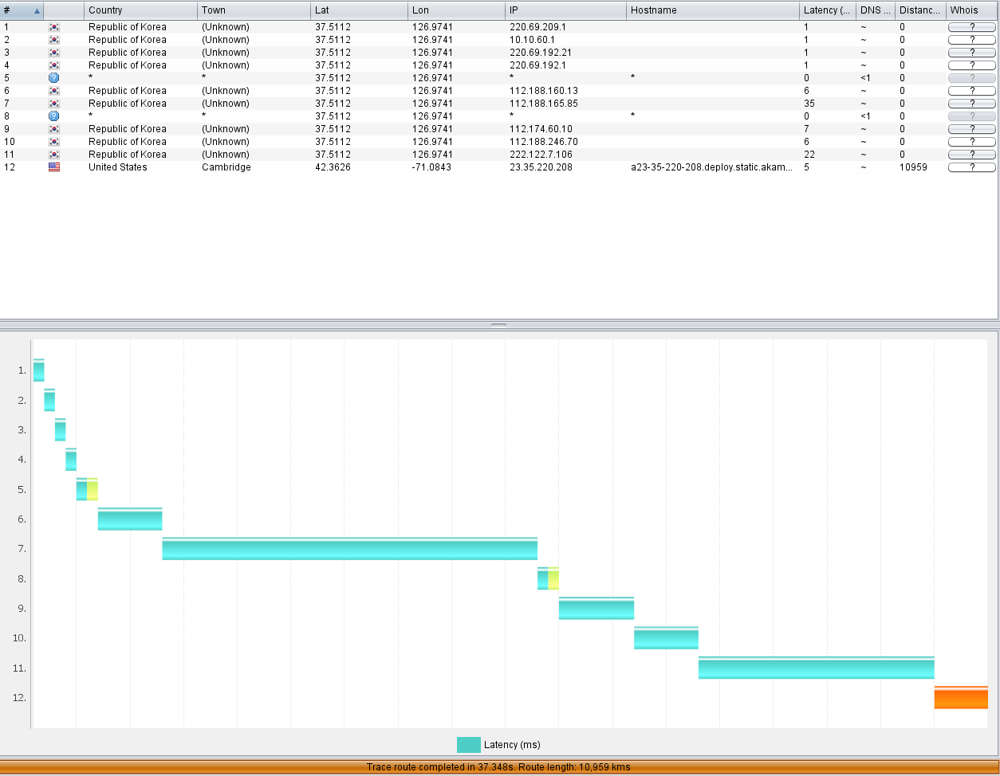 # Country Town Lat Lon IP Hostname Latency (... DNS ... Distanc... Whois
1 Republic of Korea (Unknown) 37.5112 126.9741 220.69.209.1 1 ~ 0 ?
2 Republic of Korea (Unknown) 37.5112 126.9741 10.10.60.1 1 ~ 0 ?
3 Republic of Korea (Unknown) 37.5112 126.9741 220.69.192.21 1 ~ 0 ?
4 Republic of Korea (Unknown) 37.5112 126.9741 220.69.192.1 1 ~ 0 ?
5 ? * * 37.5112 126.9741 * * 0 <1 0 ?
6 Republic of Korea (Unknown) 37.5112 126.9741 112.188.160.13 6 ~ 0 ?
7 Republic of Korea (Unknown) 37.5112 126.9741 112.188.165.85 35 ~ 0 ?
8 ? * * 37.5112 126.9741 * * 0 <1 0 ?
9 Republic of Korea (Unknown) 37.5112 126.9741 112.174.60.10 7 ~ 0 ?
10 Republic of Korea (Unknown) 37.5112 126.9741 112.188.246.70 6 ~ 0 ?
11 Republic of Korea (Unknown) 37.5112 126.9741 222.122.7.106 22 ~ 0 ?
12 United States Cambridge 42.3626 -71.0843 23.35.220.208 a23-35-220-208.deploy.static.akam... 5 ~ 10959 ?
1.
2.
3.
4.
5.
6.
7.
8.
9.
10.
11.
12.
Latency (ms)
Trace route completed in 37.348s. Route length: 10,959 kms